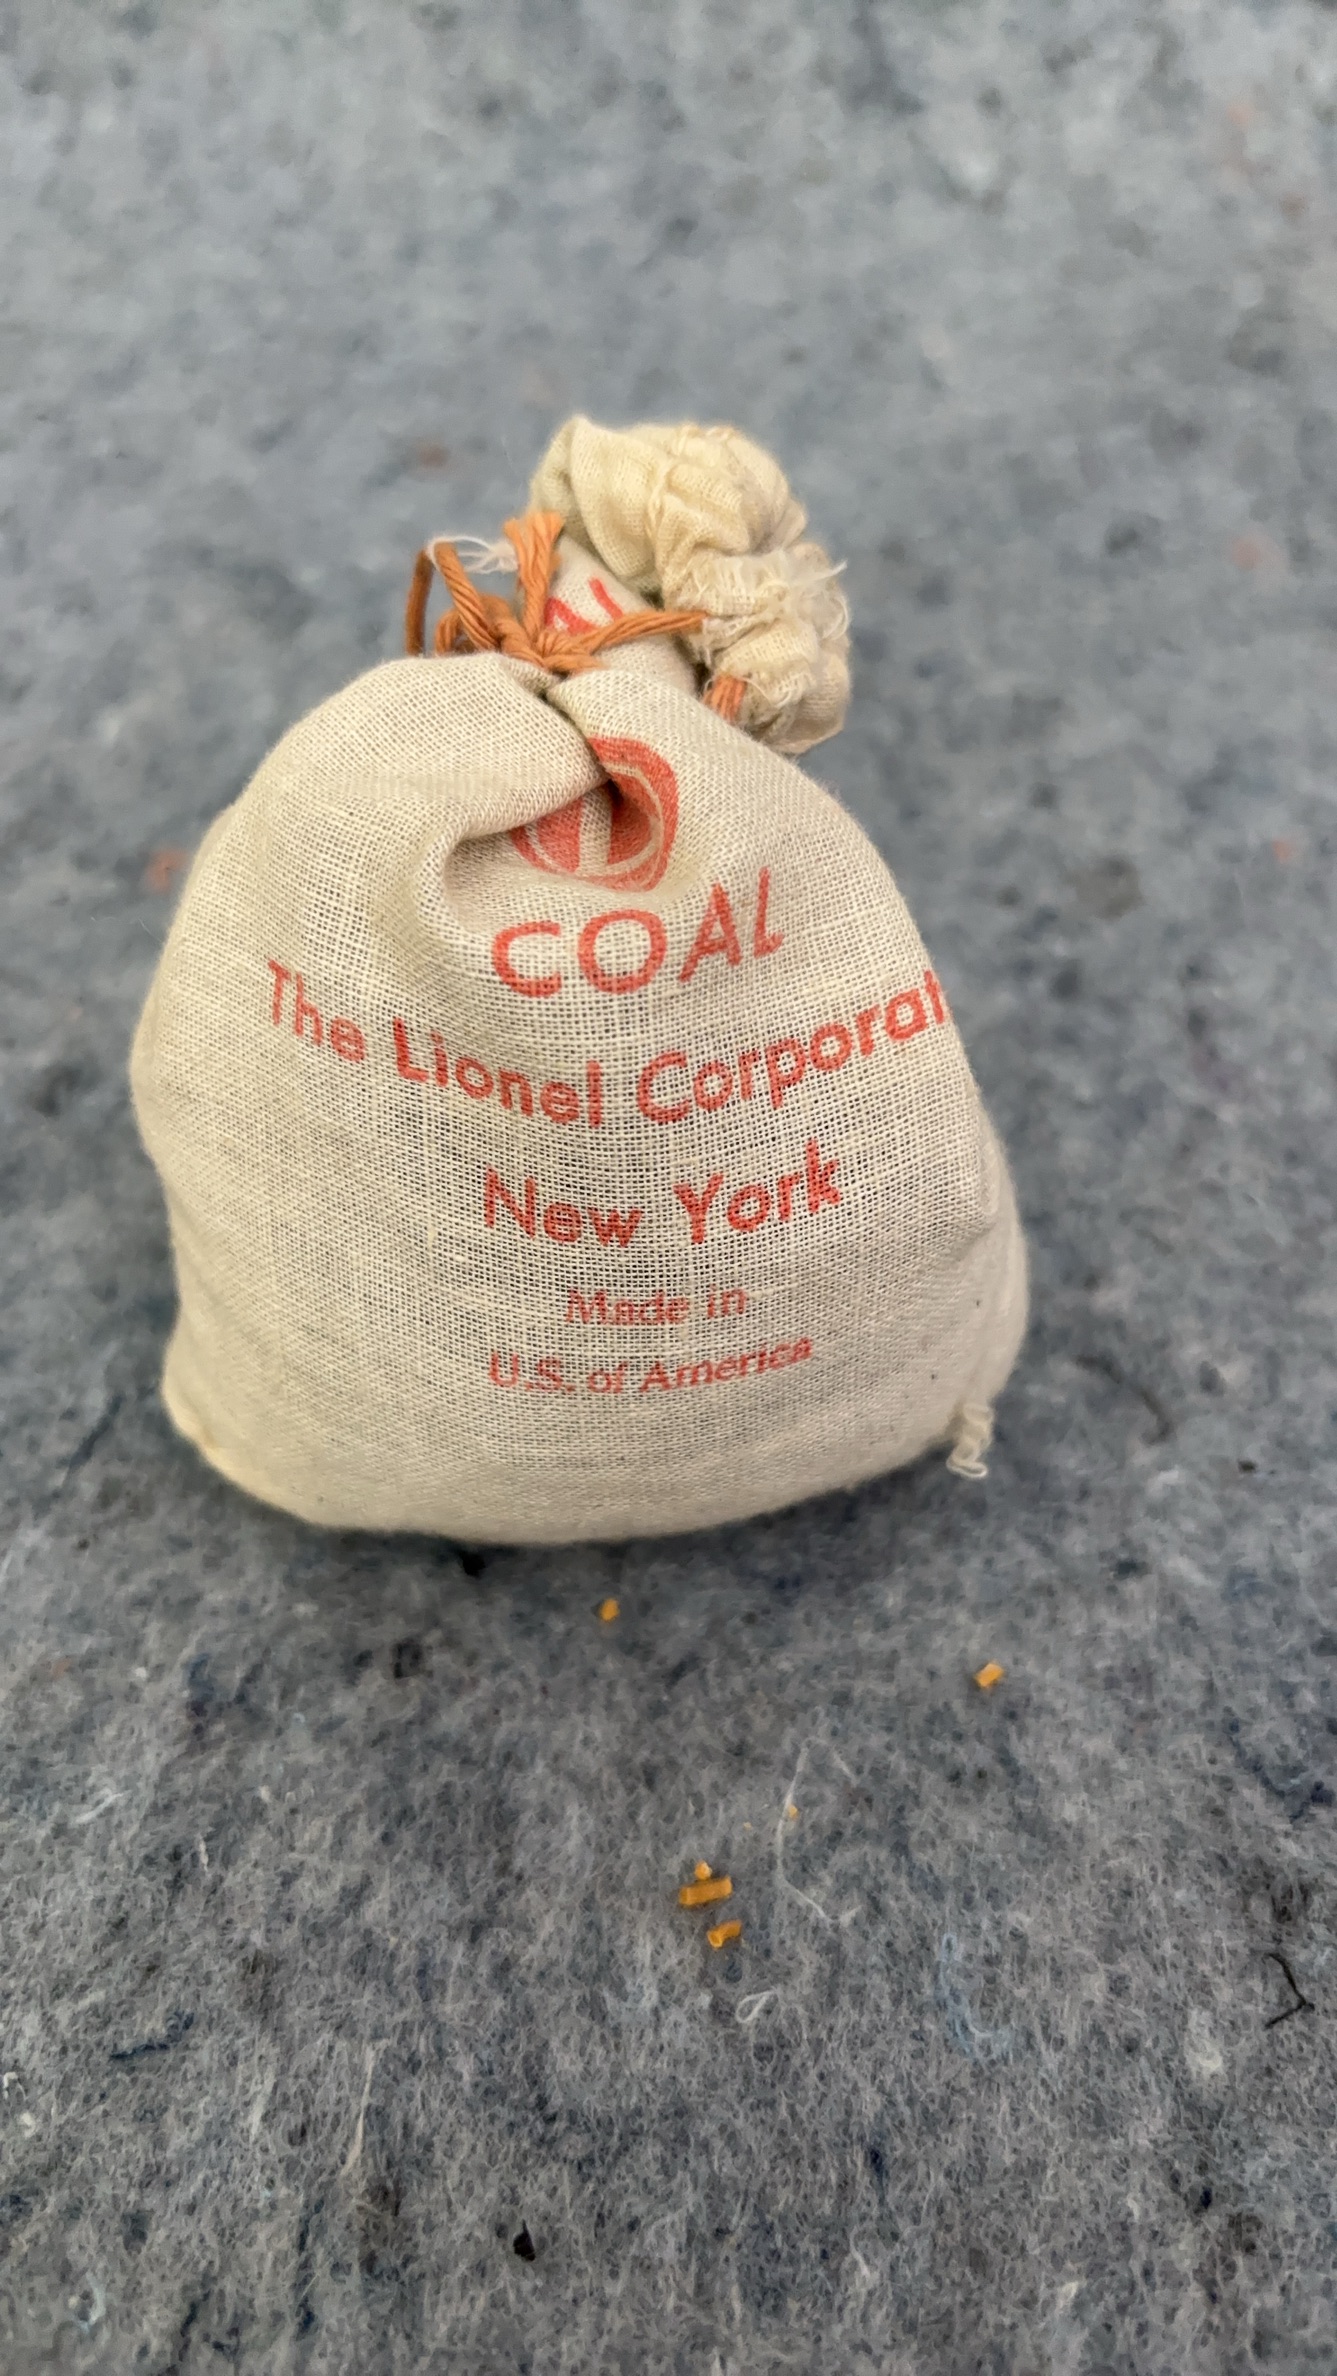 COAL
The Lionel Corporat
New York
Made in
U.S. of America